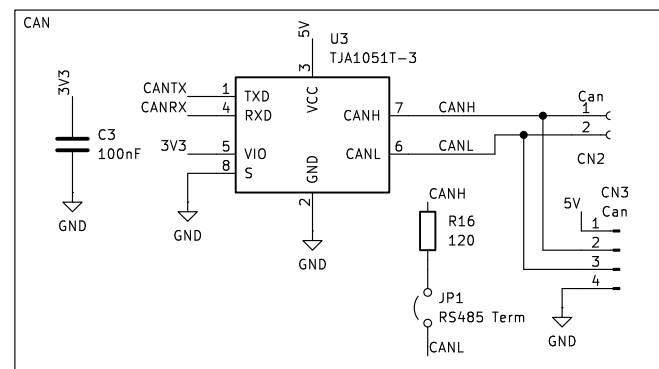 CAN
5V
U3
TJA1051T-3
3
VCC
CANTX 1 TXD
CANRX 4 RXD
3V3 5 VIO
8 S
GND
2
GND
GND
CANH 7 CANH
CANL 6 CANL
3V3
C3
100nF
GND
Can
1
2
CN2
CN3
Can
5V 1
2
3
4
GND
CANH
R16
120
JP1
RS485 Term
CANL